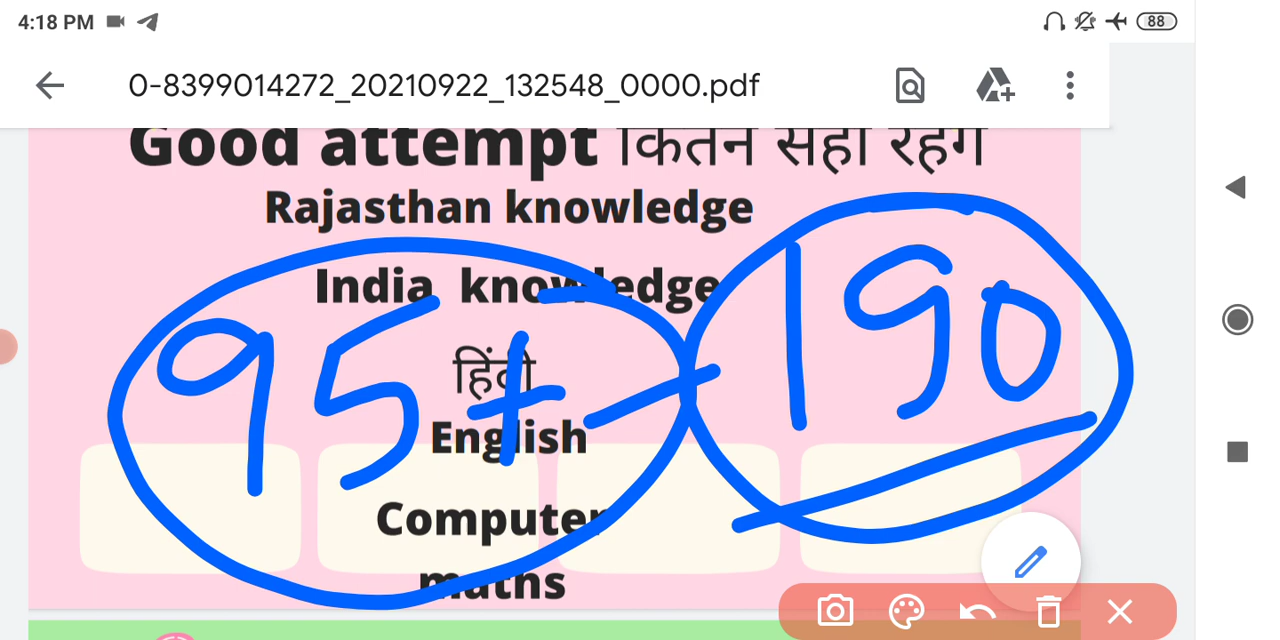 4:18 PM
88
0-8399014272_20210922_132548_0000.pdf
Good attempt कितने सही रहेंगे
Rajasthan knowledge
India knowledge
95+ - 190
हिंदी
English
Computer
maths